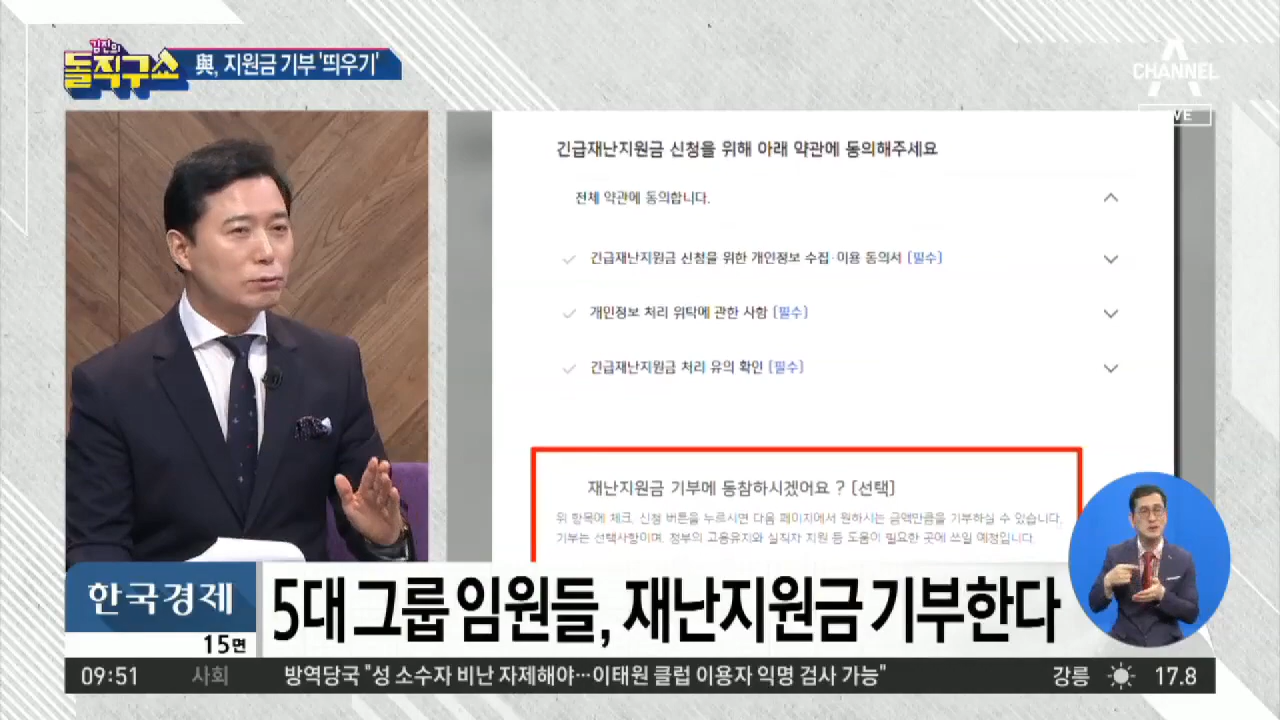 김진의
돌직구쇼
與, 지원금 기부 '띄우기'
CHANNEL A
긴급재난지원금 신청을 위해 아래 약관에 동의해주세요
전체 약관에 동의합니다.
긴급재난지원금 신청을 위한 개인정보 수집·이용 동의서 (필수)
개인정보 처리 위탁에 관한 사항 (필수)
긴급재난지원금 처리 유의 확인 (필수)
재난지원금 기부에 동참하시겠어요 ? (선택)
위 항목에 체크, 신청 버튼을 누르시면 다음 페이지에서 원하시는 금액만큼을 기부하실 수 있습니다.
기부는 선택사항이며, 정부의 고용유지와 실직자 지원 등 도움이 필요한 곳에 쓰일 예정입니다.
한국경제
15면
5대 그룹 임원들, 재난지원금 기부한다
09:51 사회 방역당국 "성 소수자 비난 자제해야…이태원 클럽 이용자 익명 검사 가능" 강릉 17.8